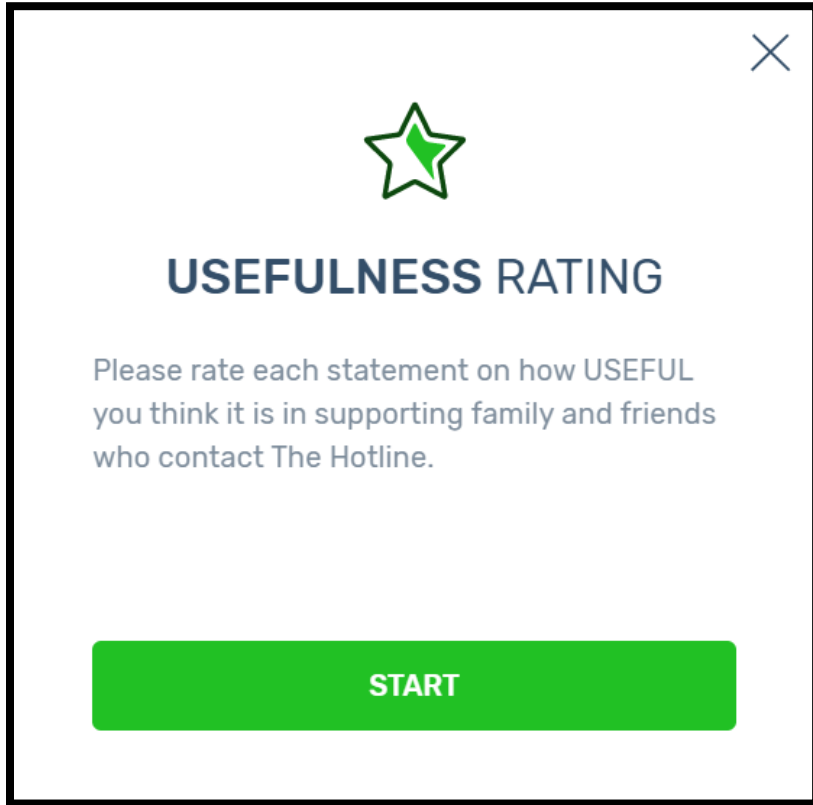 USEFULNESS RATING
Please rate each statement on how USEFUL
you think it is in supporting family and friends
who contact The Hotline.
START